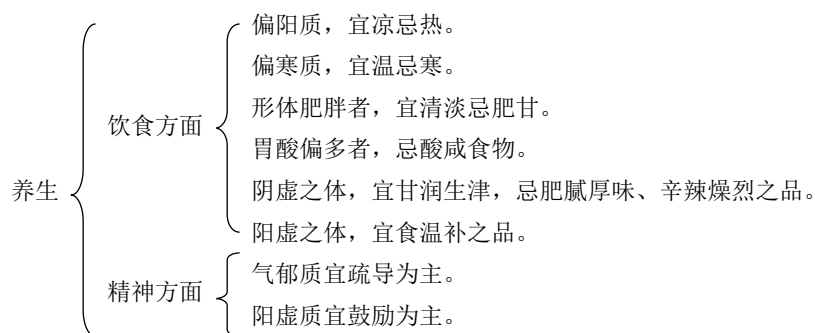 偏阳质，宜凉忌热。
偏寒质，宜温忌寒。
形体肥胖者，宜清淡忌肥甘。
饮食方面
胃酸偏多者，忌酸咸食物。
养生
阴虚之体，宜甘润生津，忌肥腻厚味、辛辣燥烈之品。
阳虚之体，宜食温补之品。
气郁质宜疏导为主。
精神方面
阳虚质宜鼓励为主。